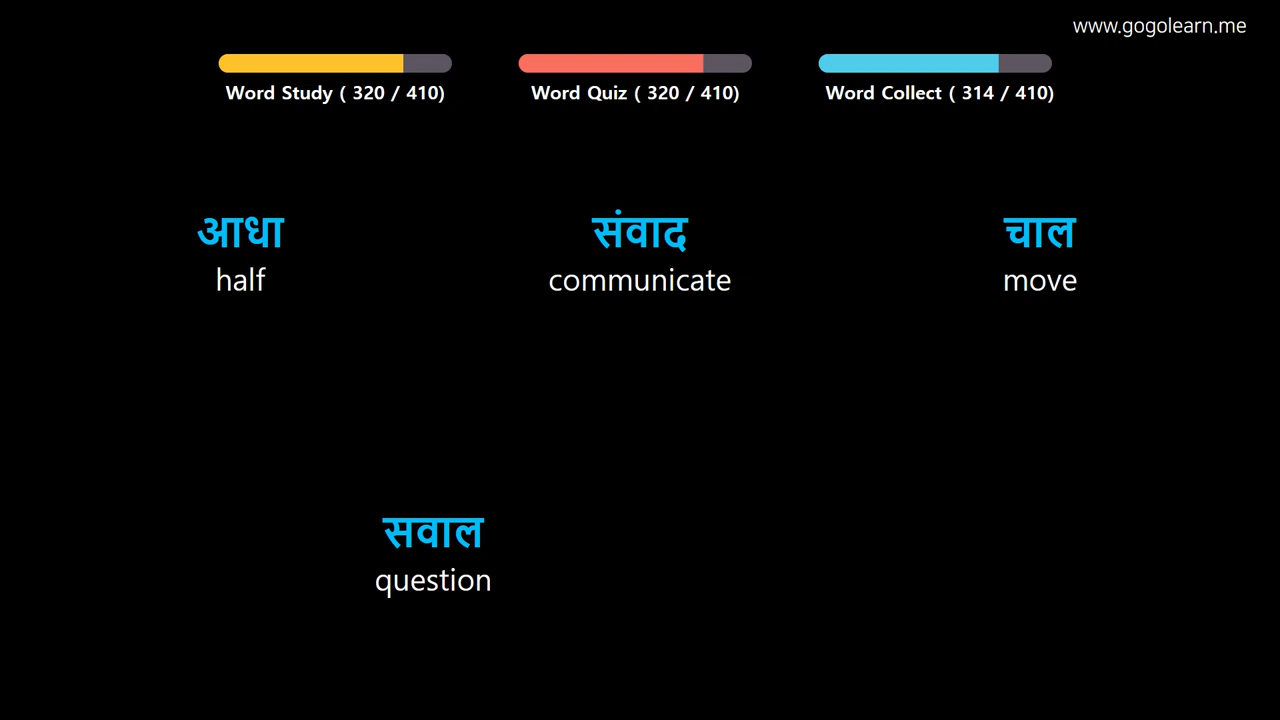 www.gogolearn.me
Word Study ( 320 / 410)
Word Quiz ( 320 / 410)
Word Collect ( 314 / 410)
आधा
half
संवाद
communicate
चाल
move
सवाल
question